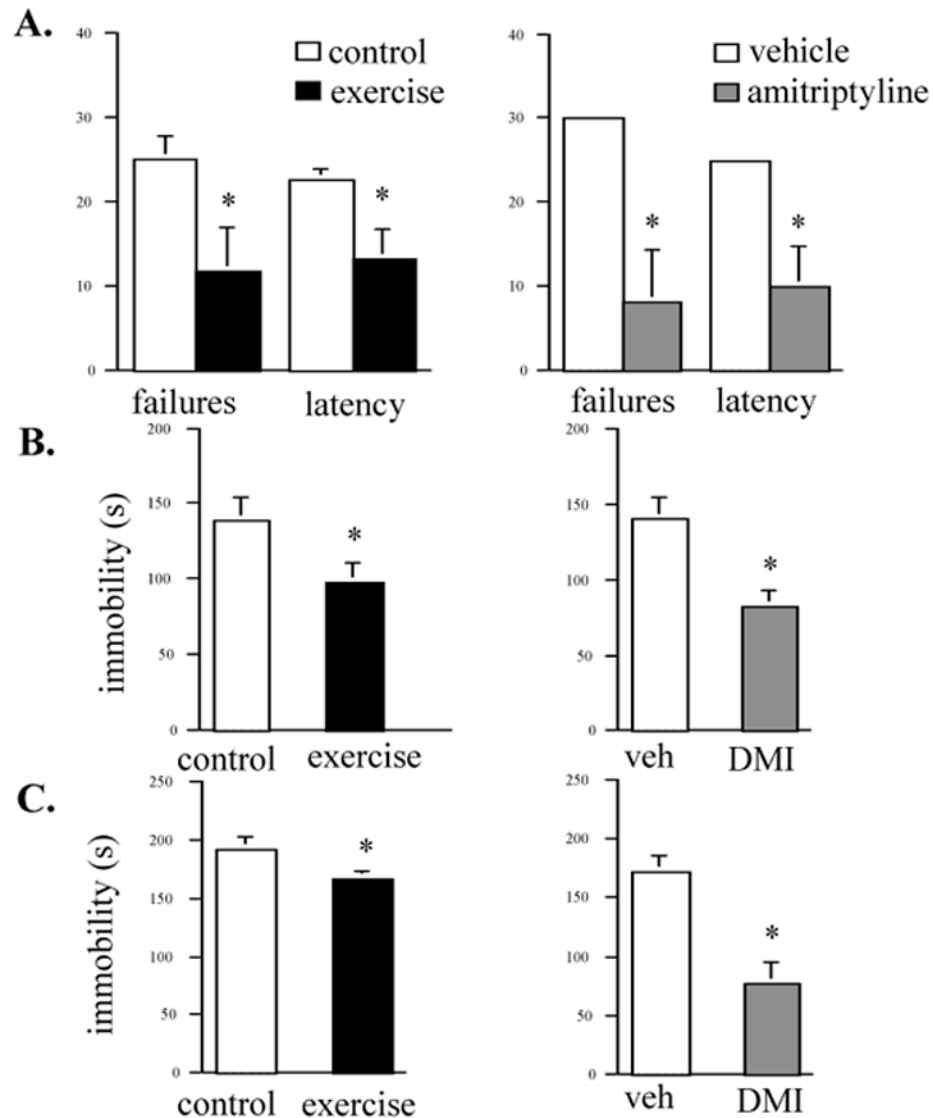 A.
40
30
20
10
0
control
exercise
failures
latency
40
30
20
10
0
vehicle
amitriptyline
*
*
*
*
failures
latency
B.
immobility (s)
200
150
100
50
0
*
control
exercise
200
150
100
50
0
*
veh
DMI
C.
immobility (s)
250
200
150
100
50
0
*
control
exercise
250
200
150
100
50
0
*
veh
DMI